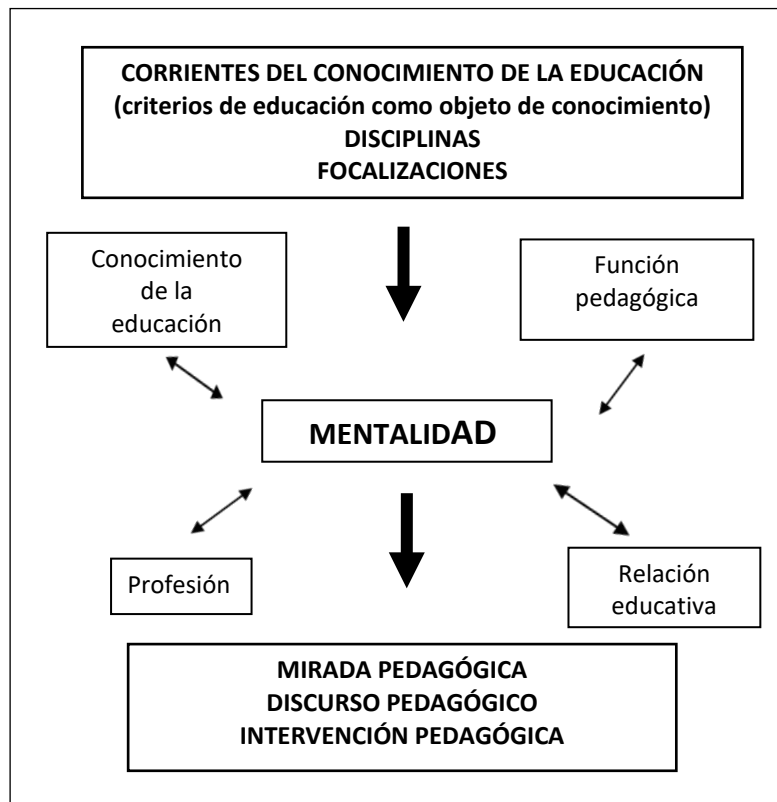 CORRIENTES DEL CONOCIMIENTO DE LA EDUCACIÓN
(criterios de educación como objeto de conocimiento)
DISCIPLINAS
FOCALIZACIONES
Conocimiento
de la
educación
Función
pedagógica
MENTALIDAD
Profesión
Relación
educativa
MIRADA PEDAGÓGICA
DISCURSO PEDAGÓGICO
INTERVENCIÓN PEDAGÓGICA